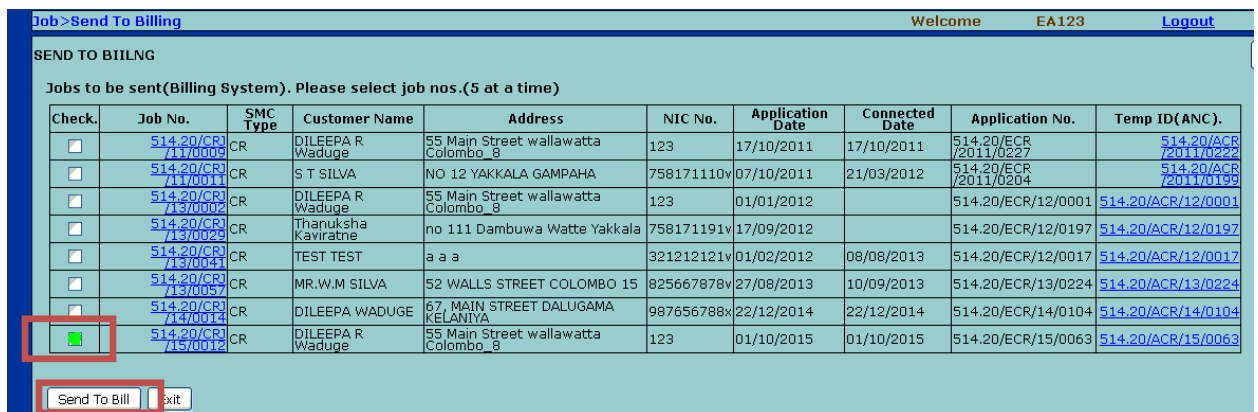 Job>Send To Billing Welcome EA123 Logout
SEND TO BIILNG
Jobs to be sent(Billing System). Please select job nos.(5 at a time)
Check. Job No. SMC Type Customer Name Address NIC No. Application Date Connected Date Application No. Temp ID(ANC).
514.20/CRJ/11/0009 CR DILEEPA R Waduge 55 Main Street wallawatta Colombo_8 123 17/10/2011 17/10/2011 514.20/ECR/2011/0227 514.20/ACR/2011/0222
514.20/CRJ/11/0011 CR S T SILVA NO 12 YAKKALA GAMPAHA 758171110v 07/10/2011 21/03/2012 514.20/ECR/2011/0204 514.20/ACR/2011/0199
514.20/CRJ/13/0002 CR DILEEPA R Waduge 55 Main Street wallawatta Colombo_8 123 01/01/2012 514.20/ECR/12/0001 514.20/ACR/12/0001
514.20/CRJ/13/0029 CR Thanuksha Kaviratne no 111 Dambuwa Watte Yakkala 758171191v 17/09/2012 514.20/ECR/12/0197 514.20/ACR/12/0197
514.20/CRJ/13/0041 CR TEST TEST a a a 321212121v 01/02/2012 08/08/2013 514.20/ECR/12/0017 514.20/ACR/12/0017
514.20/CRJ/13/0057 CR MR.W.M SILVA 52 WALLS STREET COLOMBO 15 825667878v 27/08/2013 10/09/2013 514.20/ECR/13/0224 514.20/ACR/13/0224
514.20/CRJ/14/0014 CR DILEEPA WADUGE 67, MAIN STREET DALUGAMA KELANIYA 987656788x 22/12/2014 22/12/2014 514.20/ECR/14/0104 514.20/ACR/14/0104
514.20/CRJ/15/0012 CR DILEEPA R Waduge 55 Main Street wallawatta Colombo_8 123 01/10/2015 01/10/2015 514.20/ECR/15/0063 514.20/ACR/15/0063
Send To Bill Exit